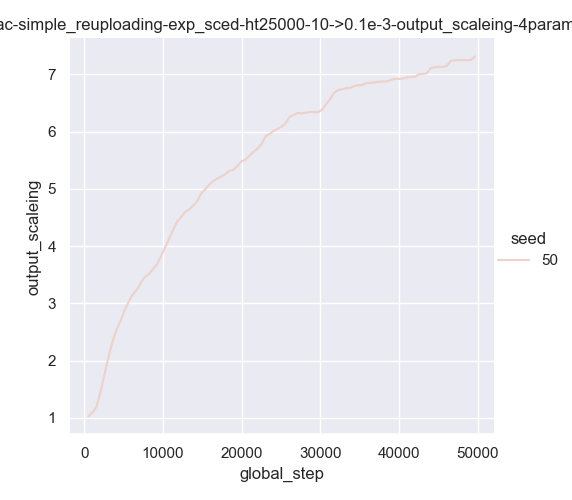 ac-simple_reuploading-exp_sced-ht25000-10->0.1e-3-output_scaleing-4param
7
6
5
4
3
2
1
output_scaleing
0 10000 20000 30000 40000 50000
global_step
seed
50